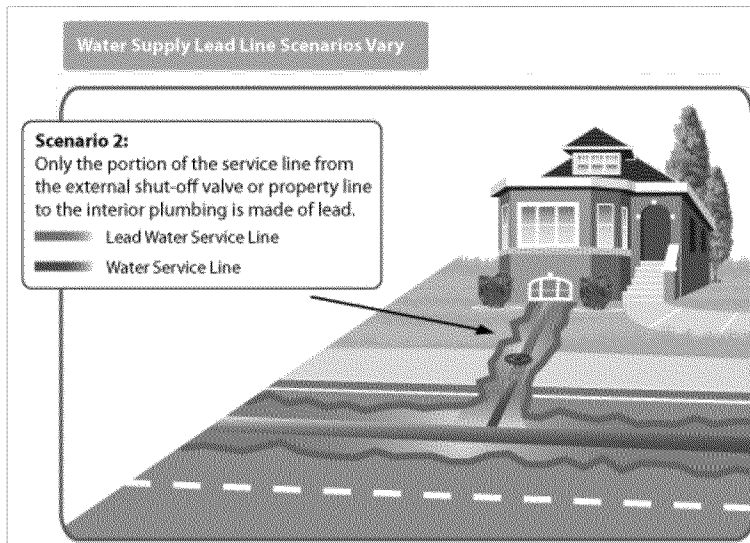 Water Supply Lead Line Scenarios Vary
Scenario 2:
Only the portion of the service line from
the external shut-off valve or property line
to the interior plumbing is made of lead.
Lead Water Service Line
Water Service Line